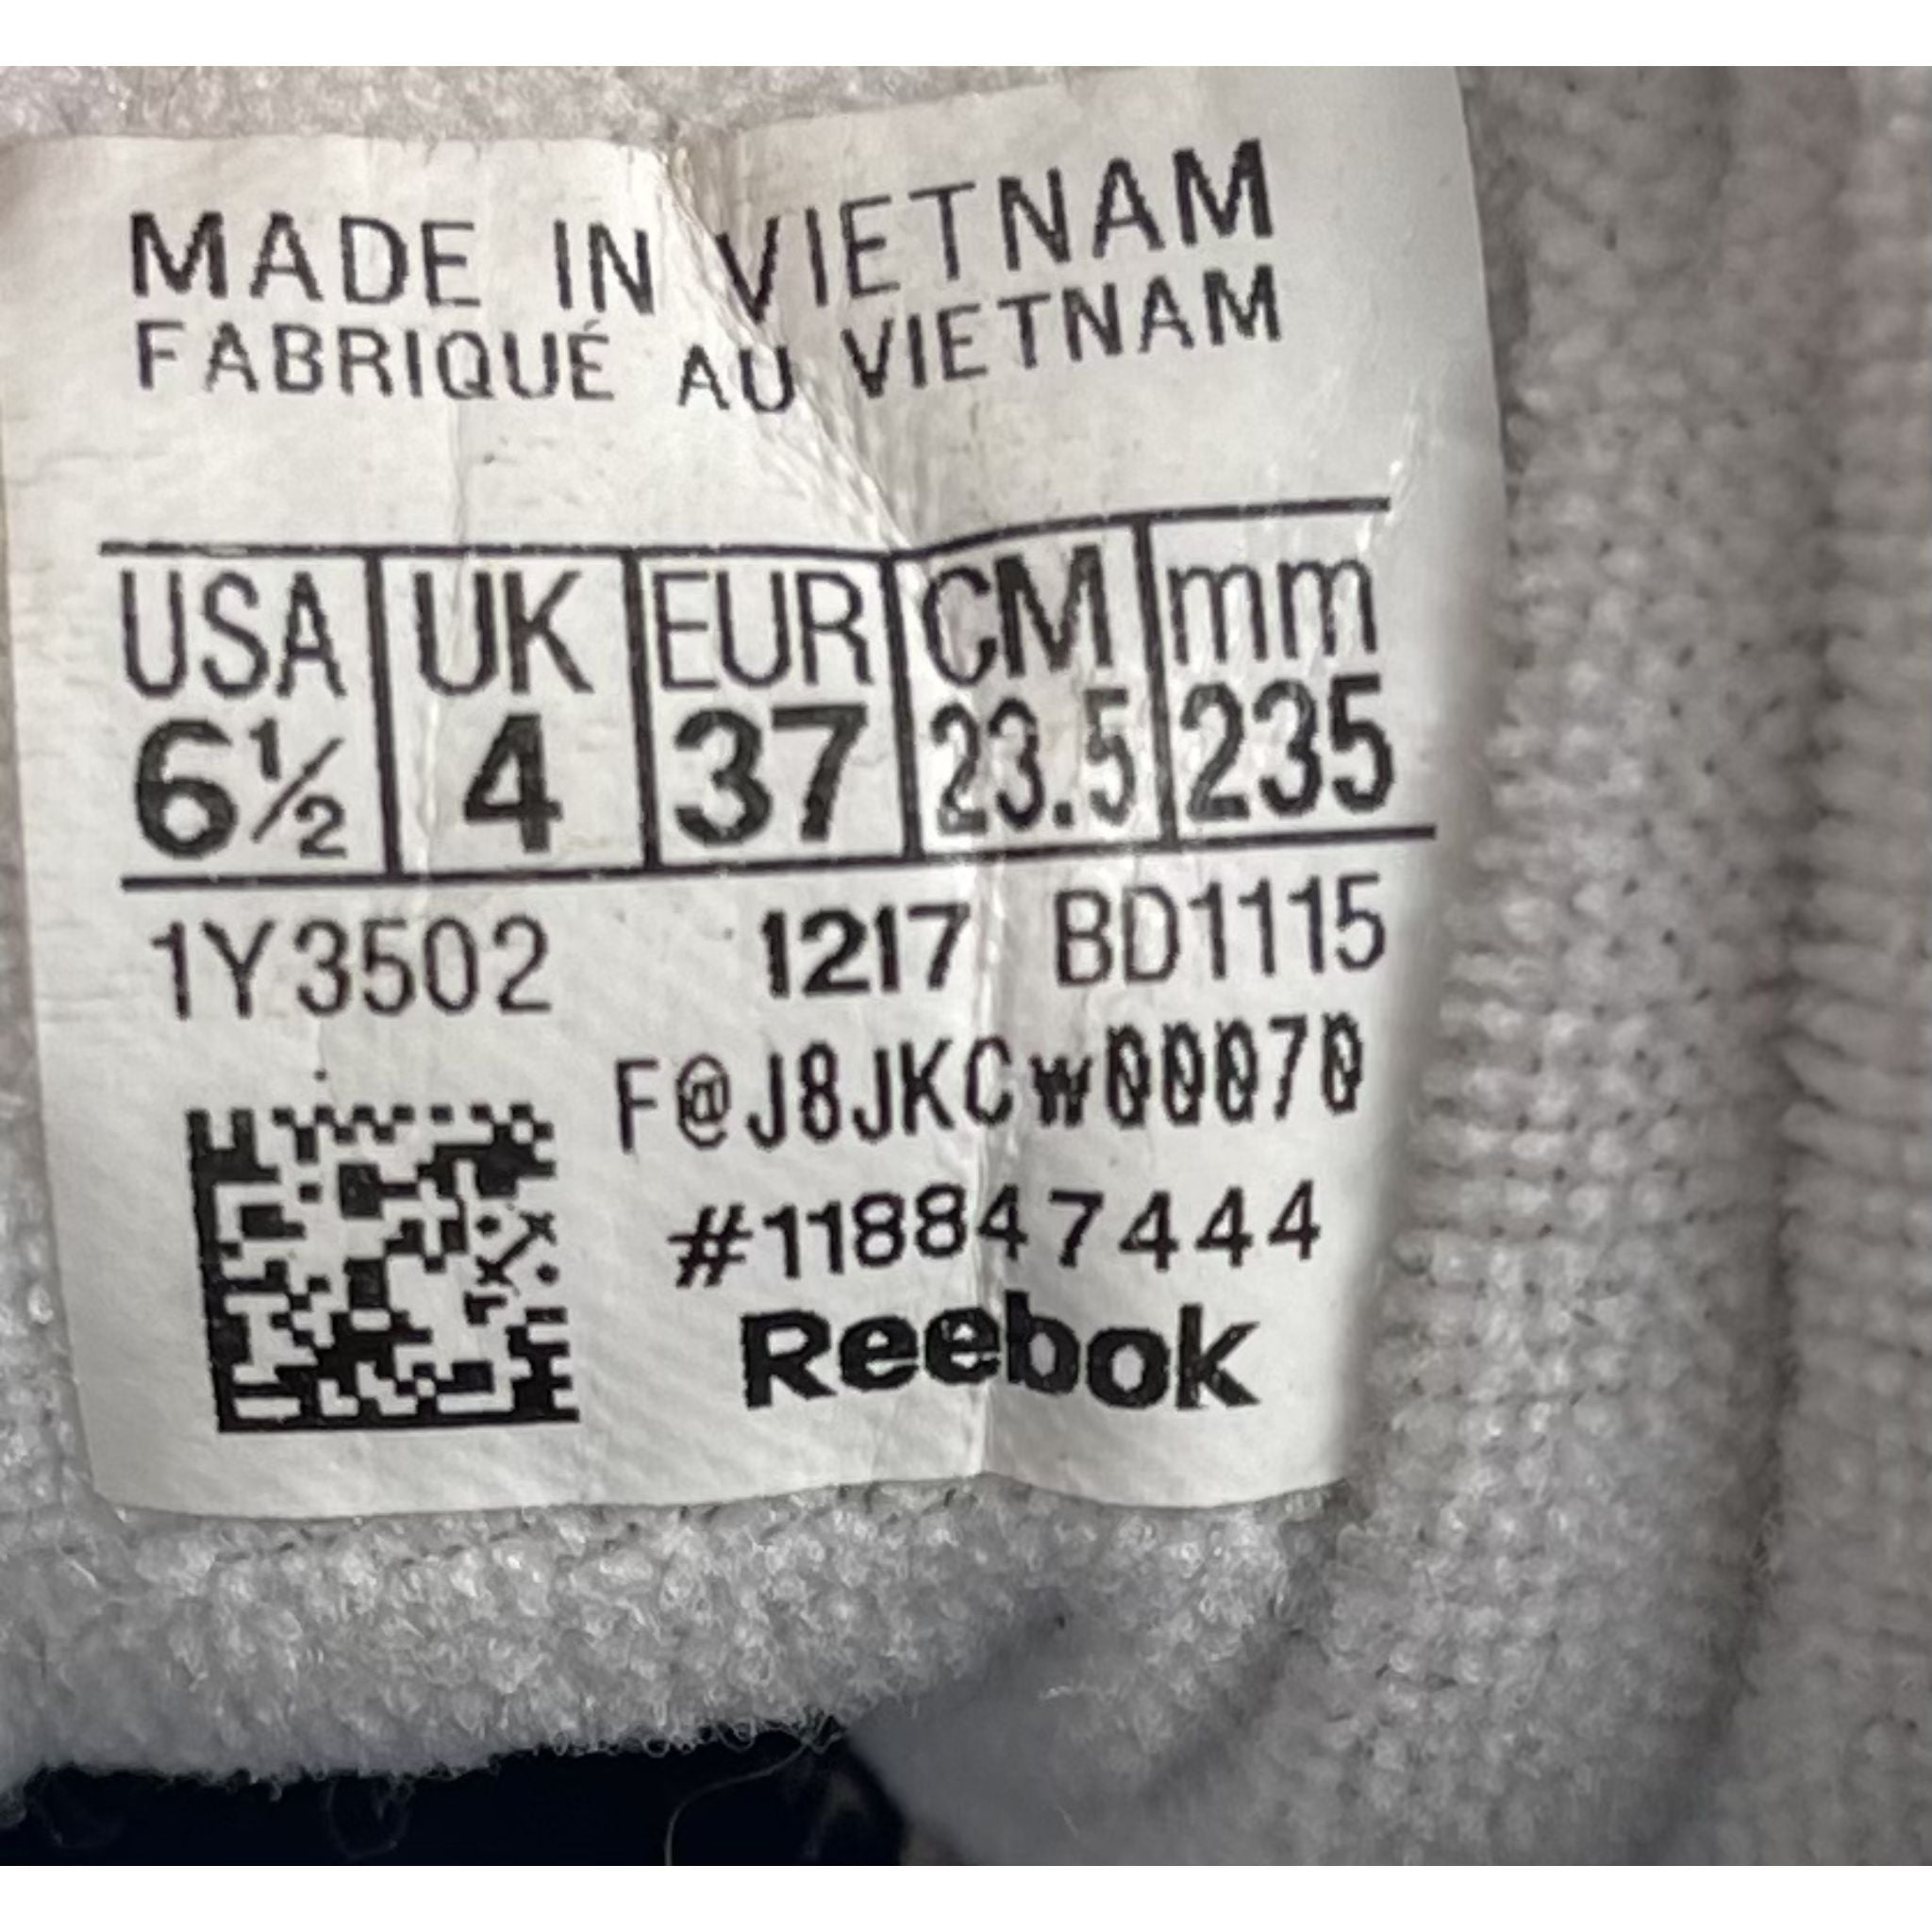 MADE IN VIETNAM
FABRIQUÉ AU VIETNAM
USA UK EUR CM mm
6½ 4 37 23.5 235
1Y3502 1217 BD1115
F@J8JKCW00070
#118847444
Reebok